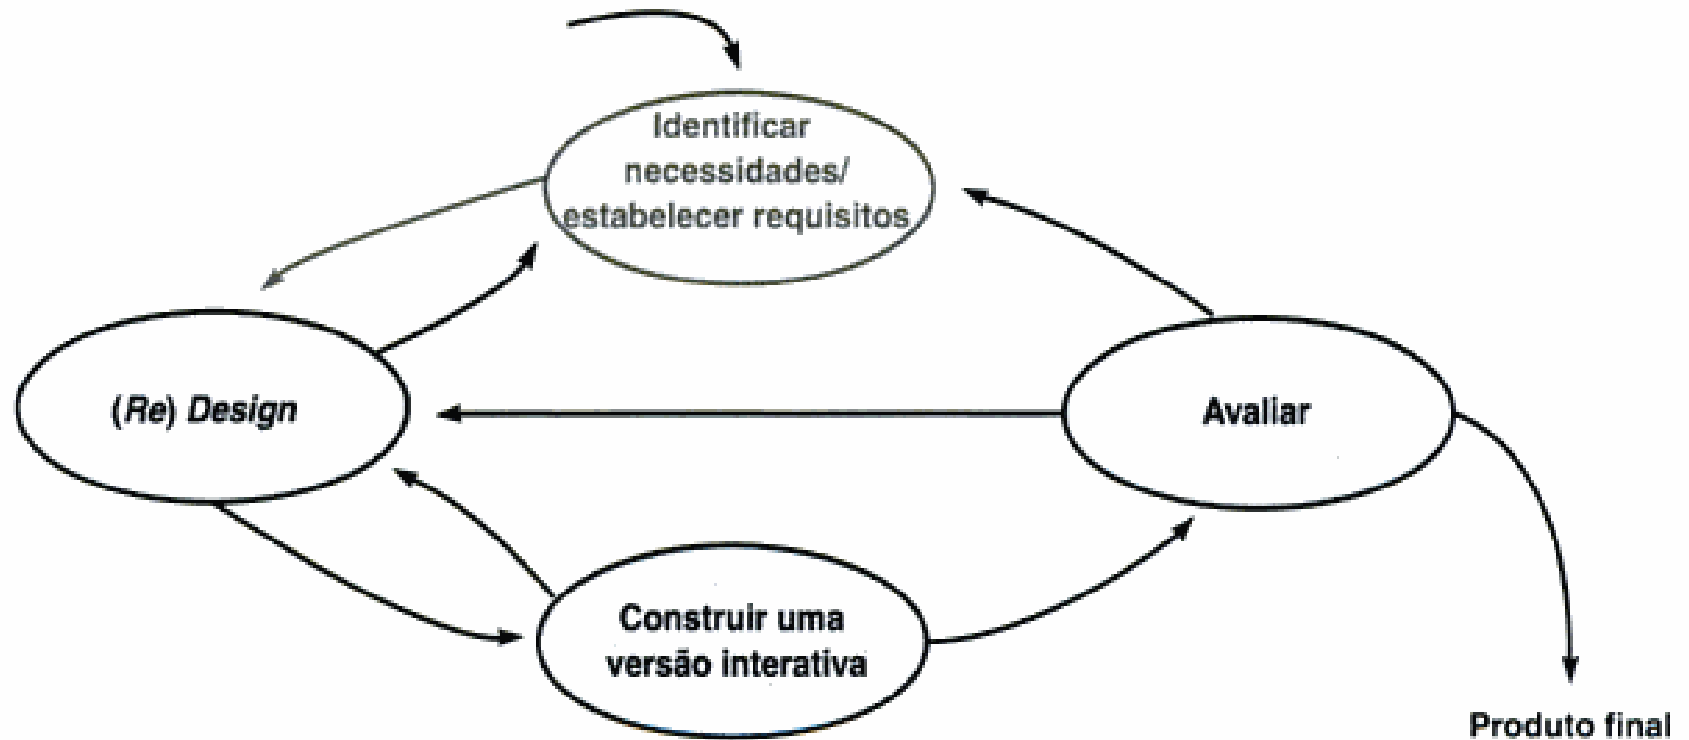 Identificar
necessidades/
estabelecer requisitos
(Re) Design
Avaliar
Construir uma
versão interativa
Produto final